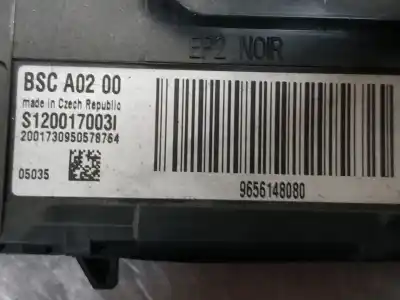 EP2 NOIR
BSC A02 00
made in Czech Republic
S120017003I
2001730950578764
05035
9656148080